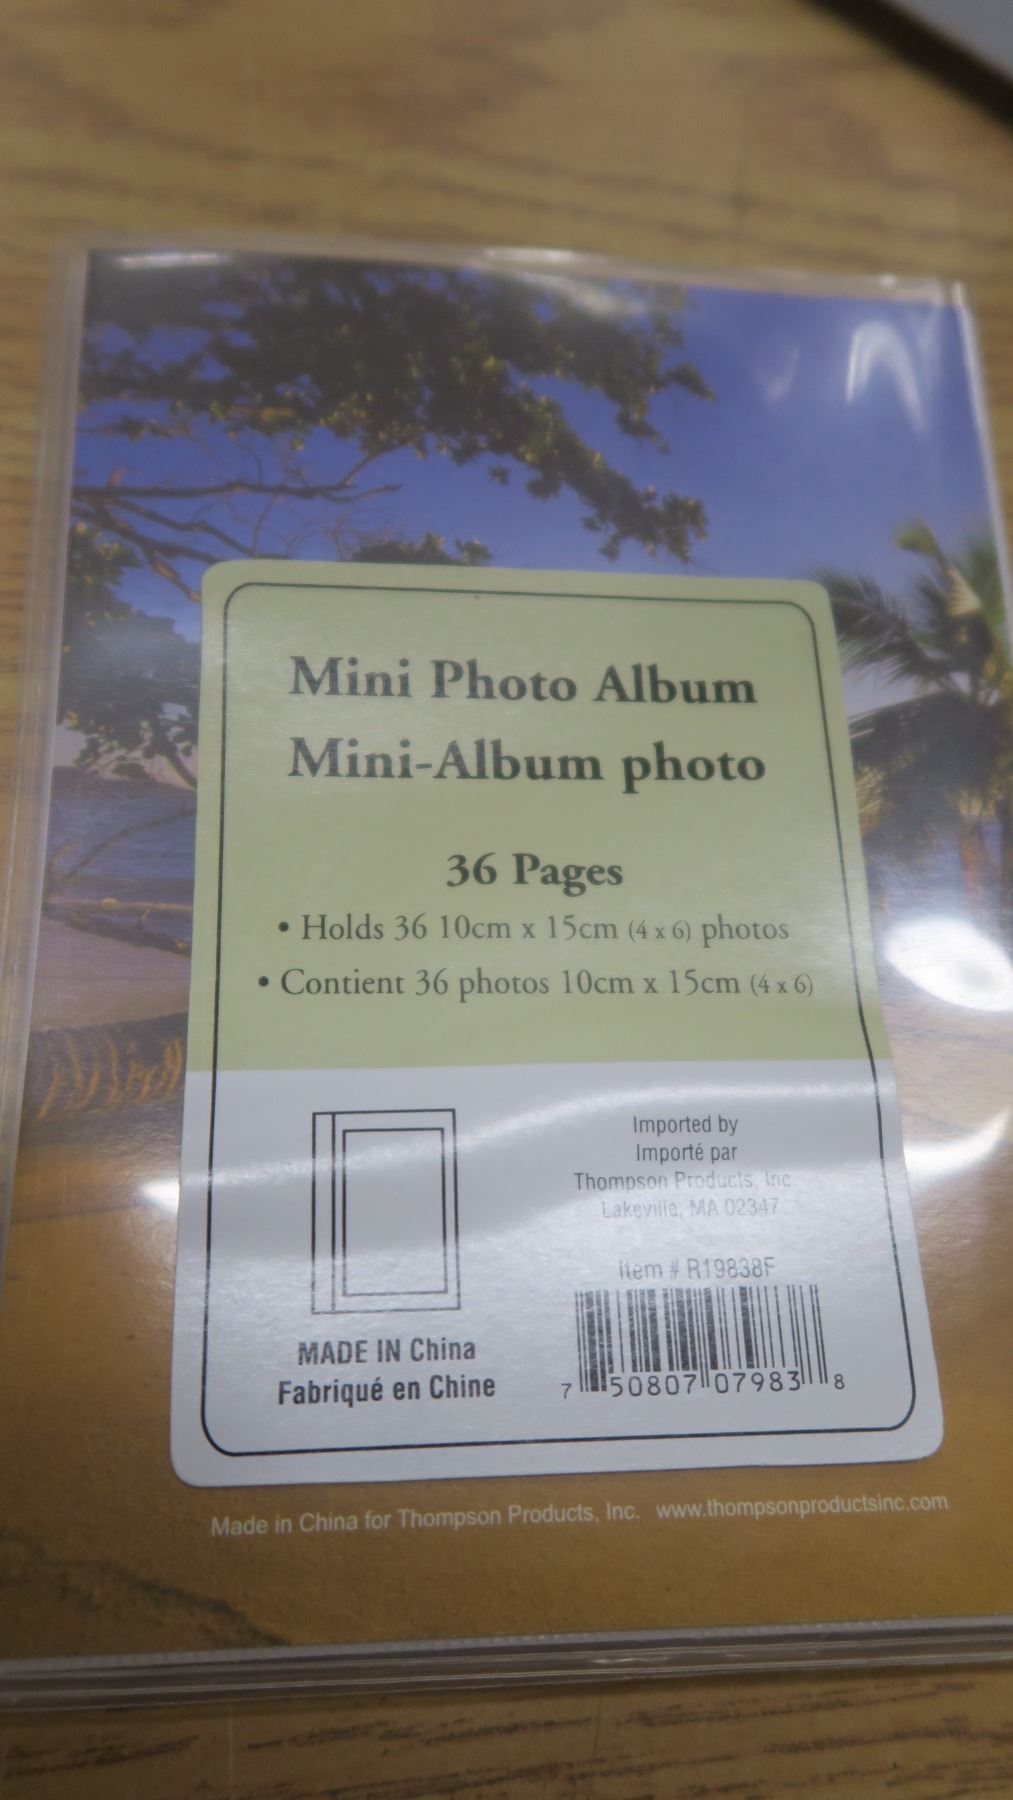 Mini Photo Album
Mini-Album photo
36 Pages
• Holds 36 10cm x 15cm (4 x 6) photos
• Contient 36 photos 10cm x 15cm (4 x 6)
Imported by
Importé par
Thompson Products, Inc.
Lakeville, MA 02347
Item # R19838F
MADE IN China
Fabriqué en Chine
7 50807 07983 8
Made in China for Thompson Products, Inc. www.thompsonproductsinc.com